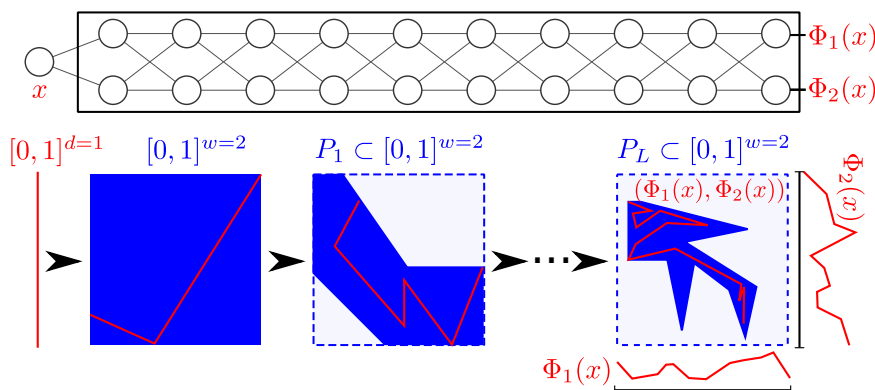 Φ₁(x)
x
Φ₂(x)
[0, 1]ᵈ⁼¹
[0, 1]ʷ⁼²
P₁ ⊂ [0, 1]ʷ⁼²
P_L ⊂ [0, 1]ʷ⁼²
(Φ₁(x), Φ₂(x))
Φ₂(x)
...
Φ₁(x)